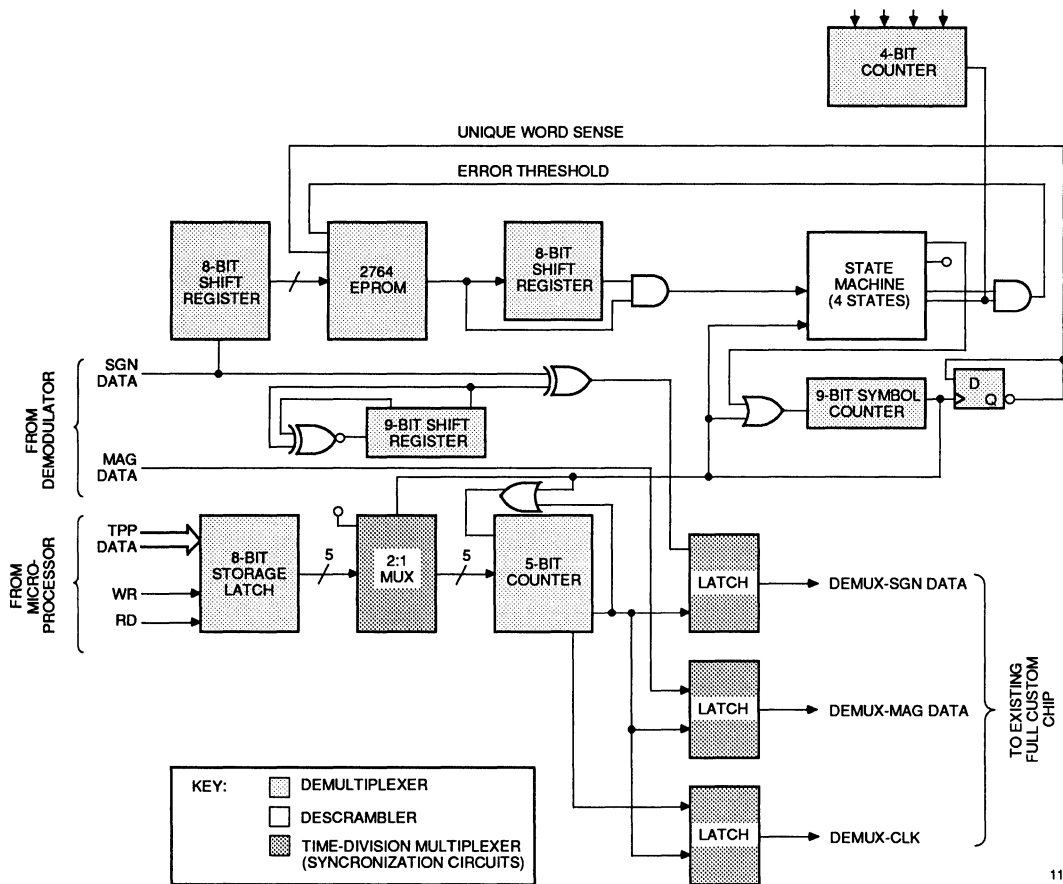 4-BIT
COUNTER
UNIQUE WORD SENSE
ERROR THRESHOLD
8-BIT
SHIFT
REGISTER
2764
EPROM
8-BIT
SHIFT
REGISTER
STATE
MACHINE
(4 STATES)
SGN
DATA
9-BIT SHIFT
REGISTER
9-BIT SYMBOL
COUNTER
D
Q
FROM
DEMODULATOR
MAG
DATA
FROM
MICRO-
PROCESSOR
TPP
DATA
WR
RD
8-BIT
STORAGE
LATCH
5
2:1
MUX
5
5-BIT
COUNTER
LATCH
DEMUX-SGN DATA
LATCH
DEMUX-MAG DATA
LATCH
DEMUX-CLK
TO EXISTING
FULL CUSTOM
CHIP
KEY:
DEMULTIPLEXER
DESCRAMBLER
TIME-DIVISION MULTIPLEXER
(SYNCRONIZATION CIRCUITS)
11